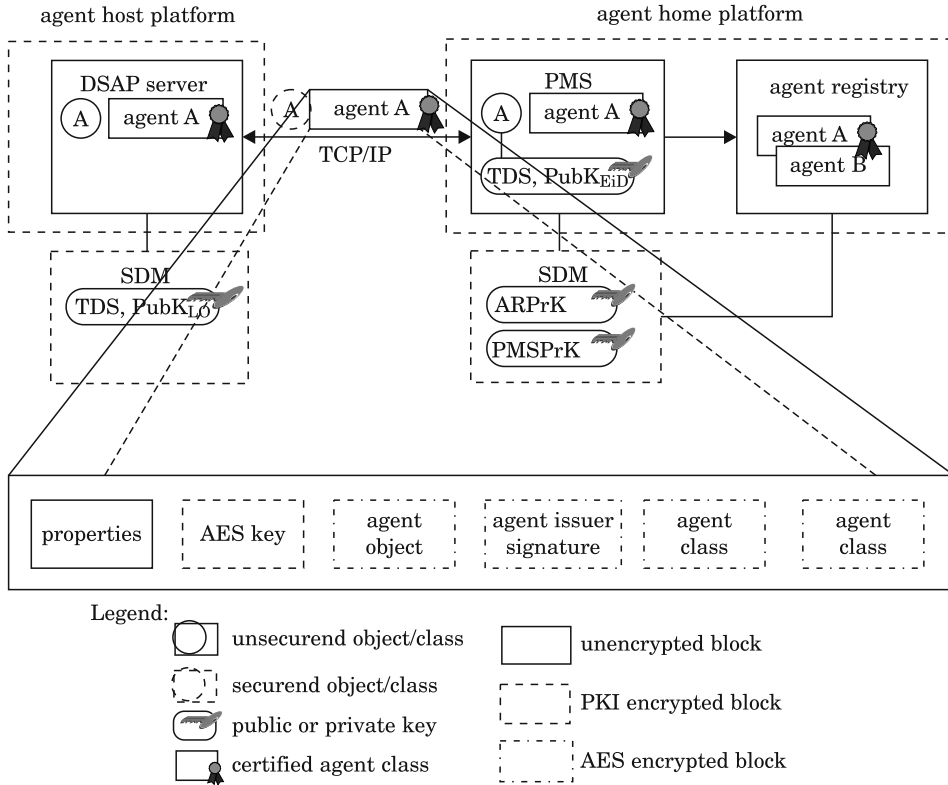 agent host platform
agent home platform
DSAP server
A
agent A
A
agent A
TCP/IP
PMS
A
agent A
TDS, PubKEiD
agent registry
agent A
agent B
SDM
TDS, PubKLO
SDM
ARPrK
PMSPrK
properties
AES key
agent
object
agent issuer
signature
agent
class
agent
class
Legend:
unsecurend object/class
securend object/class
public or private key
certified agent class
unencrypted block
PKI encrypted block
AES encrypted block